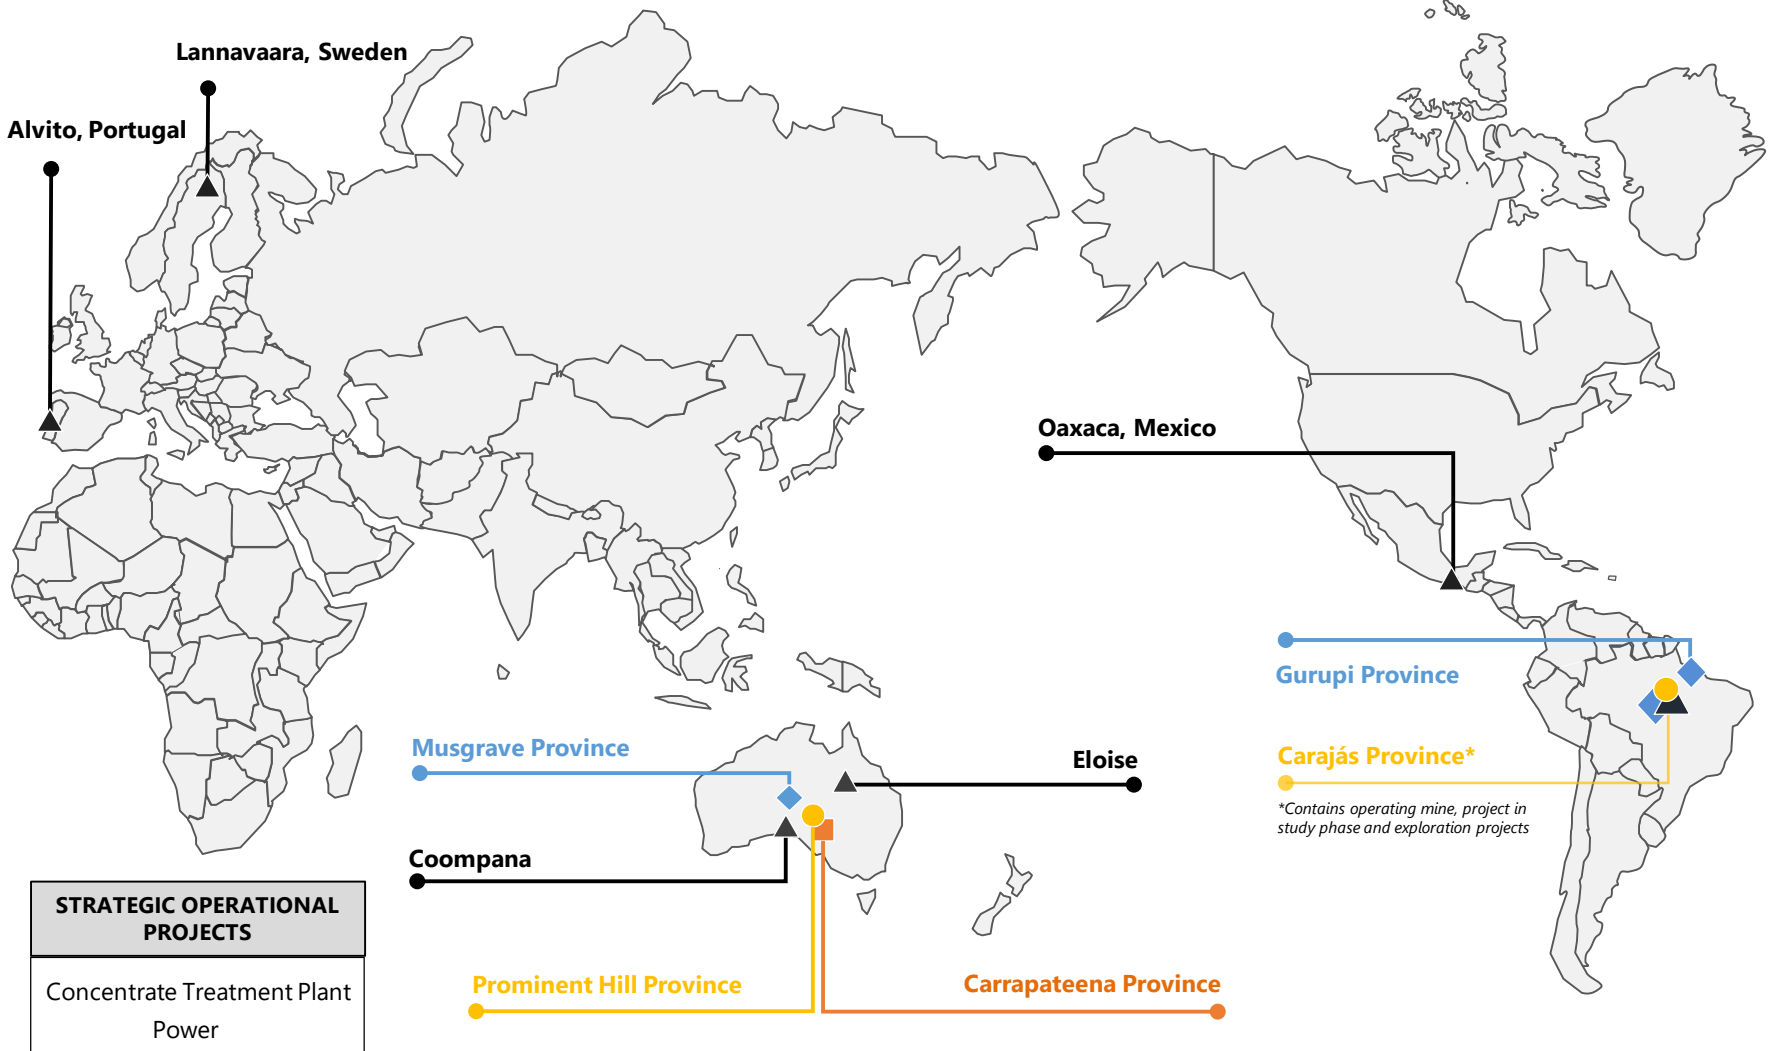 Lannavaara, Sweden
Alvito, Portugal
Oaxaca, Mexico
Gurupi Province
Musgrave Province
Eloise
Carajás Province*
*Contains operating mine, project in
study phase and exploration projects
Coompana
STRATEGIC OPERATIONAL
PROJECTS
Concentrate Treatment Plant
Power
Prominent Hill Province
Carrapateena Province